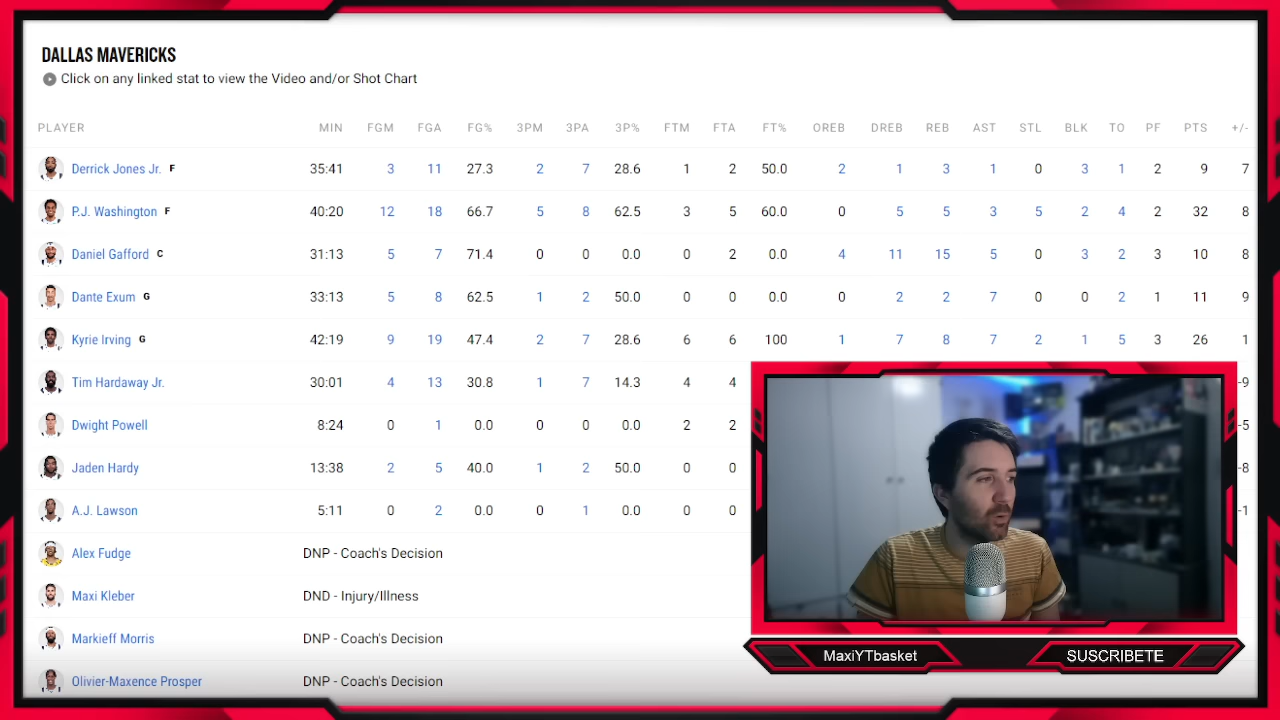 DALLAS MAVERICKS
Click on any linked stat to view the Video and/or Shot Chart
PLAYER MIN FGM FGA FG% 3PM 3PA 3P% FTM FTA FT% OREB DREB REB AST STL BLK TO PF PTS +/-
Derrick Jones Jr. F 35:41 3 11 27.3 2 7 28.6 1 2 50.0 2 1 3 1 0 3 1 2 9 7
P.J. Washington F 40:20 12 18 66.7 5 8 62.5 3 5 60.0 0 5 5 3 5 2 4 2 32 8
Daniel Gafford C 31:13 5 7 71.4 0 0 0.0 0 2 0.0 4 11 15 5 0 3 2 3 10 8
Dante Exum G 33:13 5 8 62.5 1 2 50.0 0 0 0.0 0 2 2 7 0 0 2 1 11 9
Kyrie Irving G 42:19 9 19 47.4 2 7 28.6 6 6 100 1 7 8 7 2 1 5 3 26 1
Tim Hardaway Jr. 30:01 4 13 30.8 1 7 14.3 4 4 -9
Dwight Powell 8:24 0 1 0.0 0 0 0.0 2 2 -5
Jaden Hardy 13:38 2 5 40.0 1 2 50.0 0 0 -8
A.J. Lawson 5:11 0 2 0.0 0 1 0.0 0 0 -1
Alex Fudge DNP - Coach's Decision
Maxi Kleber DND - Injury/Illness
Markieff Morris DNP - Coach's Decision
Olivier-Maxence Prosper DNP - Coach's Decision
MaxiYTbasket
SUSCRIBETE